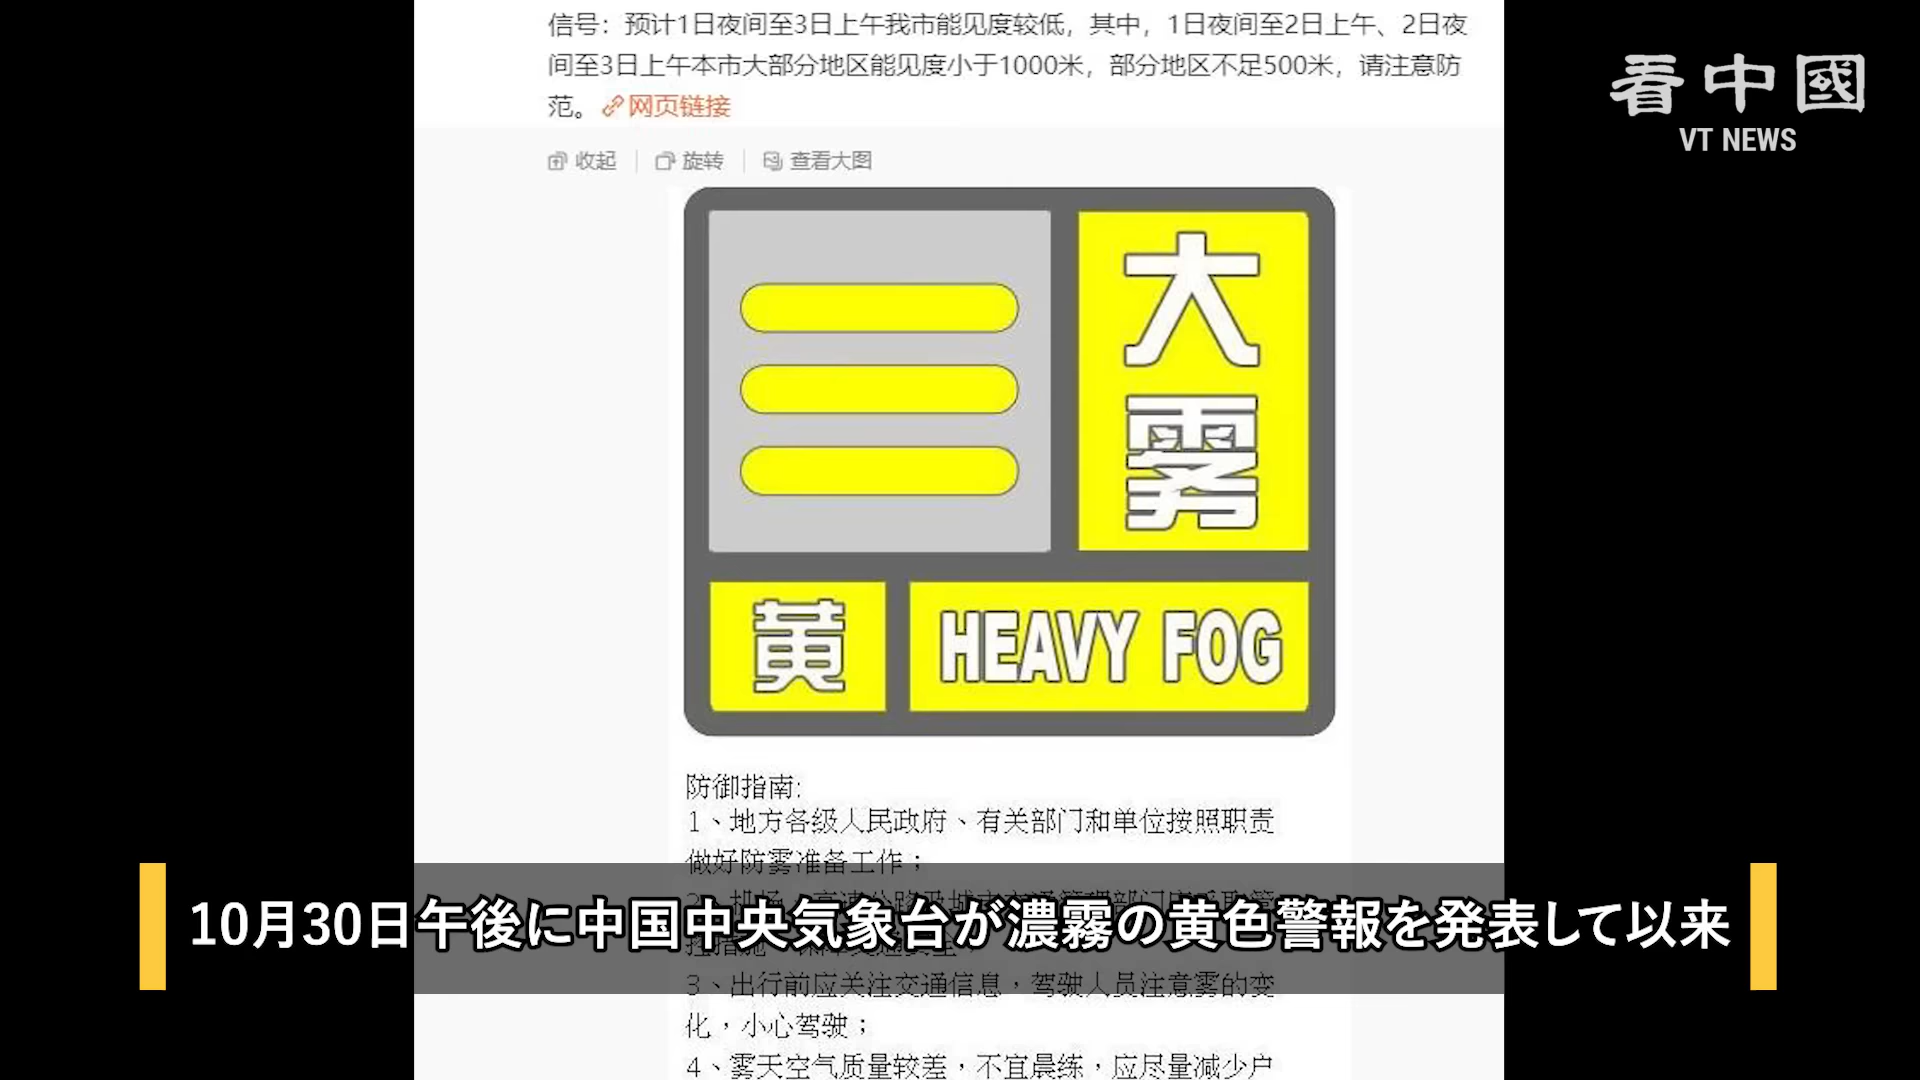 信号：预计1日夜间至3日上午我市能见度较低，其中，1日夜间至2日上午、2日夜
间至3日上午本市大部分地区能见度小于1000米，部分地区不足500米，请注意防
范。 网页链接
看中國
VT NEWS
收起 旋转 查看大图
大雾
黄 HEAVY FOG
防御指南:
1、地方各级人民政府、有关部门和单位按照职责
做好防雾准备工作；
10月30日午後に中国中央気象台が濃霧の黄色警報を発表して以来
3、出行前应关注交通信息，驾驶人员注意雾的变
化，小心驾驶；
4、雾天空气质量较差，不宜晨练，应尽量减少户